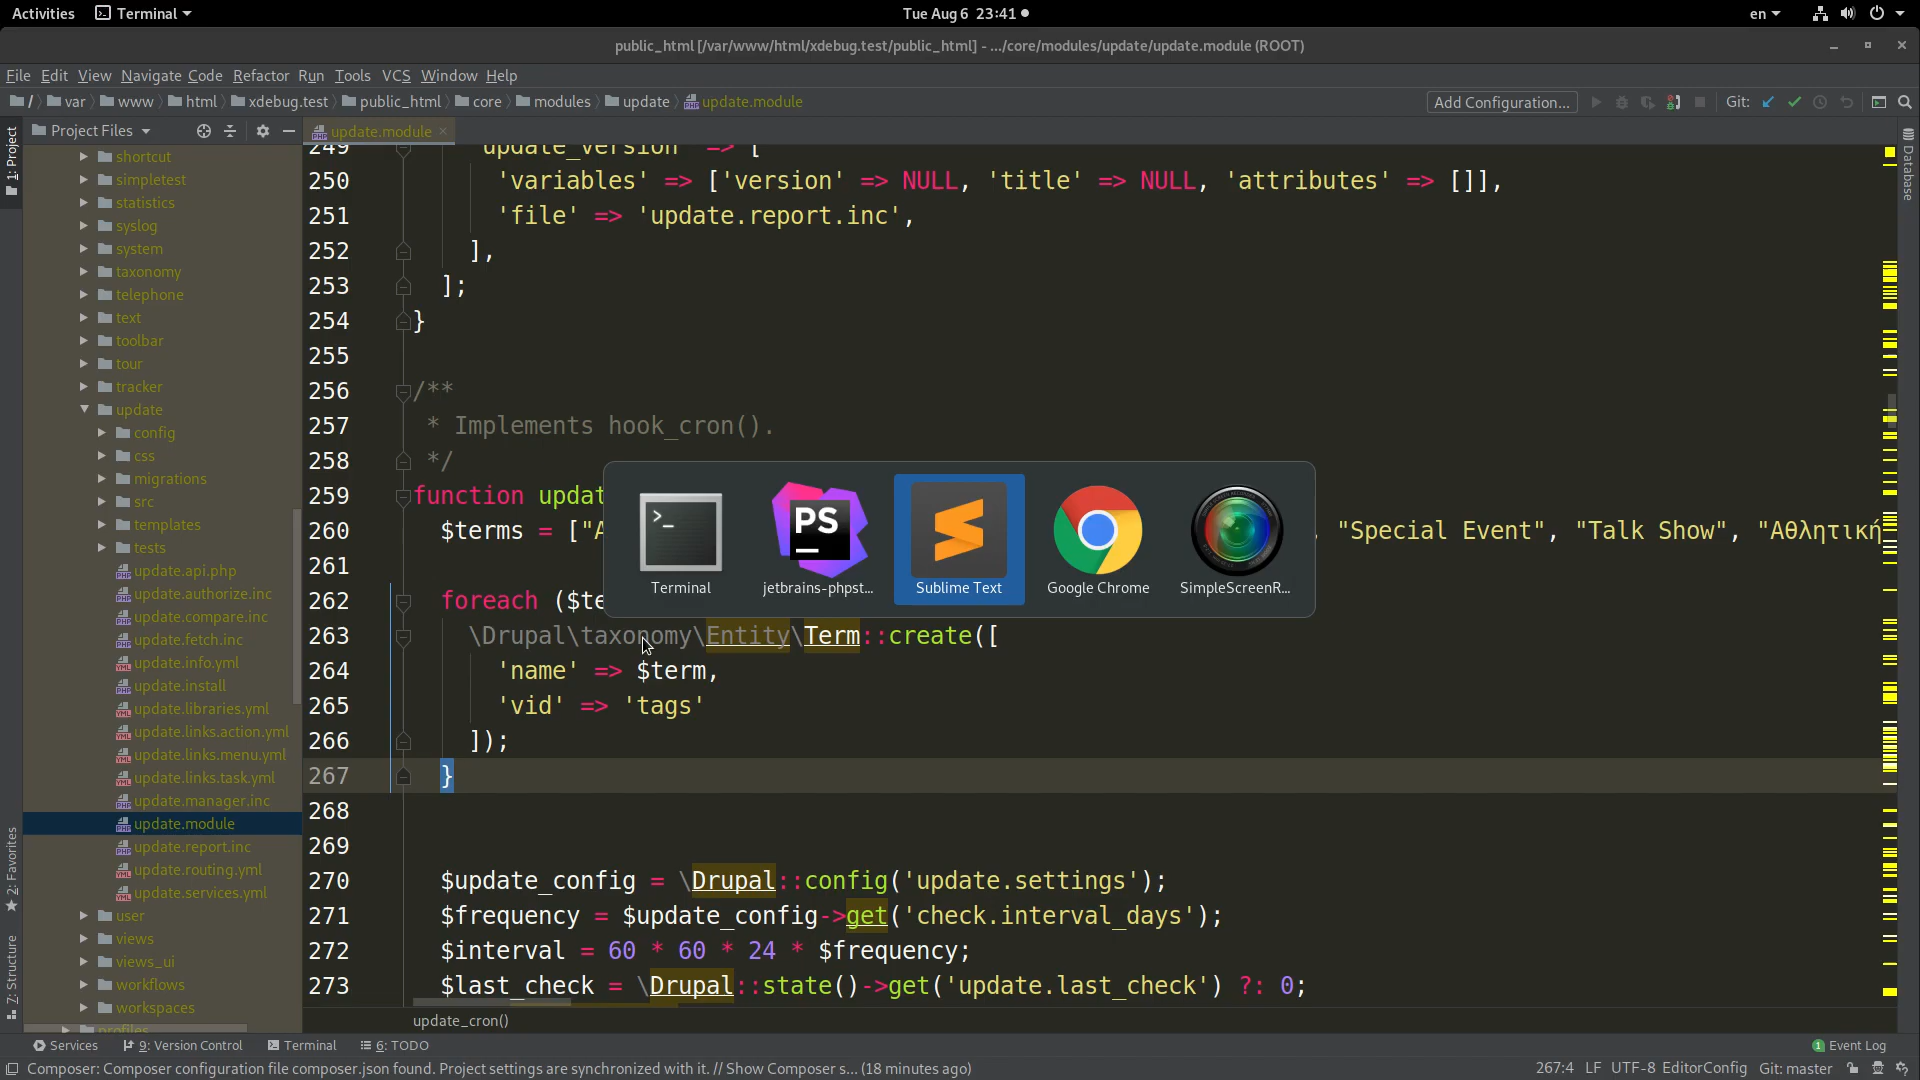 Activities Terminal Tue Aug 6 23:41 en
public_html [/var/www/html/xdebug.test/public_html] - .../core/modules/update/update.module (ROOT)
File Edit View Navigate Code Refactor Run Tools VCS Window Help
/ var www html xdebug.test public_html core modules update update.module Add Configuration... Git:
Project Files
update.module
1: Project
2: Favorites
7: Structure
Database
shortcut
simpletest
statistics
syslog
system
taxonomy
telephone
text
toolbar
tour
tracker
update
config
css
migrations
src
templates
tests
update.api.php
update.authorize.inc
update.compare.inc
update.fetch.inc
update.info.yml
update.install
update.libraries.yml
update.links.action.yml
update.links.menu.yml
update.links.task.yml
update.manager.inc
update.module
update.report.inc
update.routing.yml
update.services.yml
user
views
views_ui
workflows
workspaces
profiles
249 'update_version' => [
250 'variables' => ['version' => NULL, 'title' => NULL, 'attributes' => []],
251 'file' => 'update.report.inc',
252 ],
253 ];
254 }
255
256 /**
257 * Implements hook_cron().
258 */
259 function updat
260 $terms = ["A , "Special Event", "Talk Show", "Αθλητική
261
262 foreach ($te
263 \Drupal\taxonomy\Entity\Term::create([
264 'name' => $term,
265 'vid' => 'tags'
266 ]);
267 }
268
269
270 $update_config = \Drupal::config('update.settings');
271 $frequency = $update_config->get('check.interval_days');
272 $interval = 60 * 60 * 24 * $frequency;
273 $last_check = \Drupal::state()->get('update.last_check') ?: 0;
>_ PS
Terminal jetbrains-phpst... Sublime Text Google Chrome SimpleScreenR...
update_cron()
Services 9: Version Control Terminal 6: TODO 1 Event Log
Composer: Composer configuration file composer.json found. Project settings are synchronized with it. // Show Composer s... (18 minutes ago) 267:4 LF UTF-8 EditorConfig Git: master